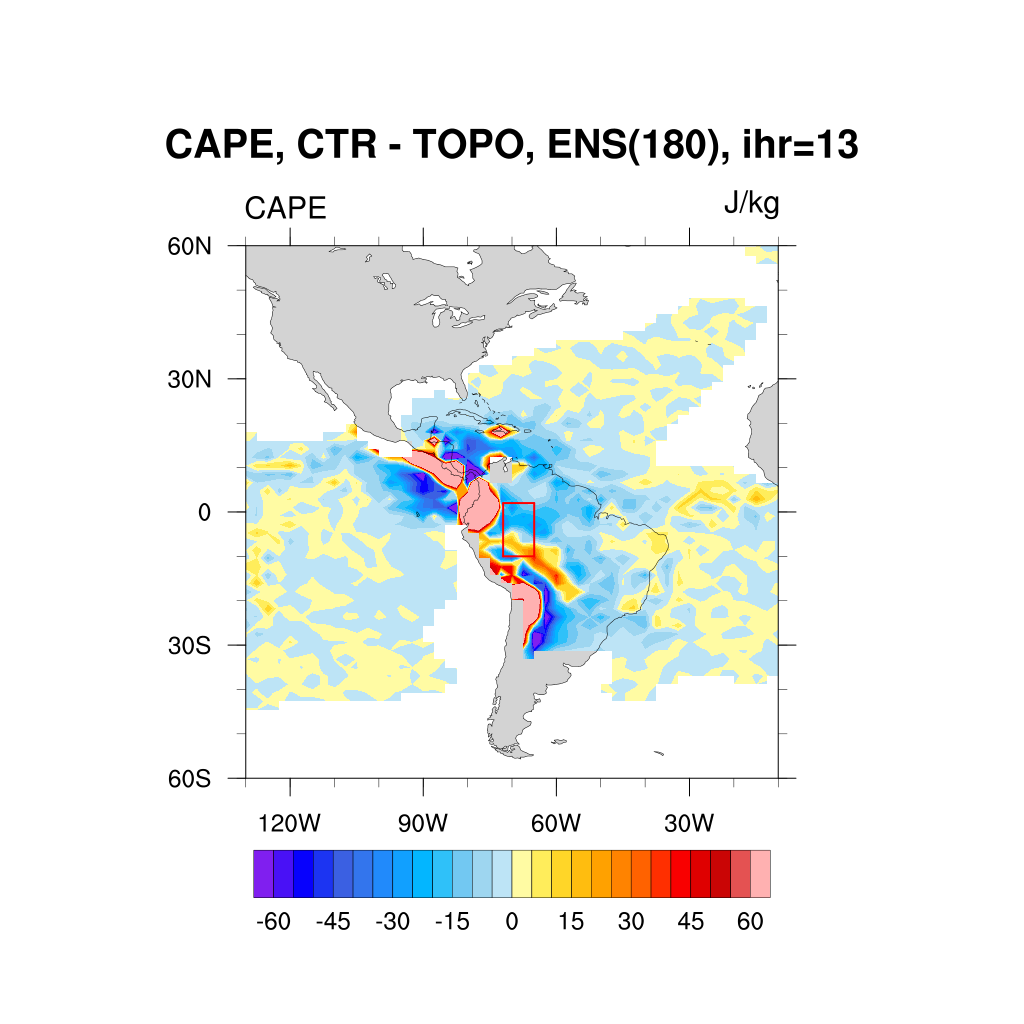 CAPE, CTR - TOPO, ENS(180), ihr=13
CAPE J/kg
60N
30N
0
30S
60S
120W 90W 60W 30W
-60 -45 -30 -15 0 15 30 45 60